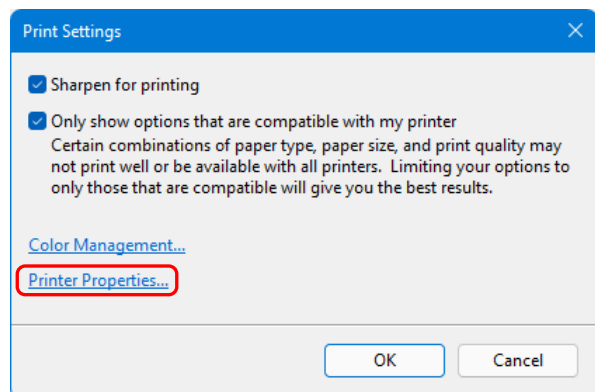 Print Settings
Sharpen for printing
Only show options that are compatible with my printer
Certain combinations of paper type, paper size, and print quality may
not print well or be available with all printers.  Limiting your options to
only those that are compatible will give you the best results.
Color Management...
Printer Properties...
OK
Cancel